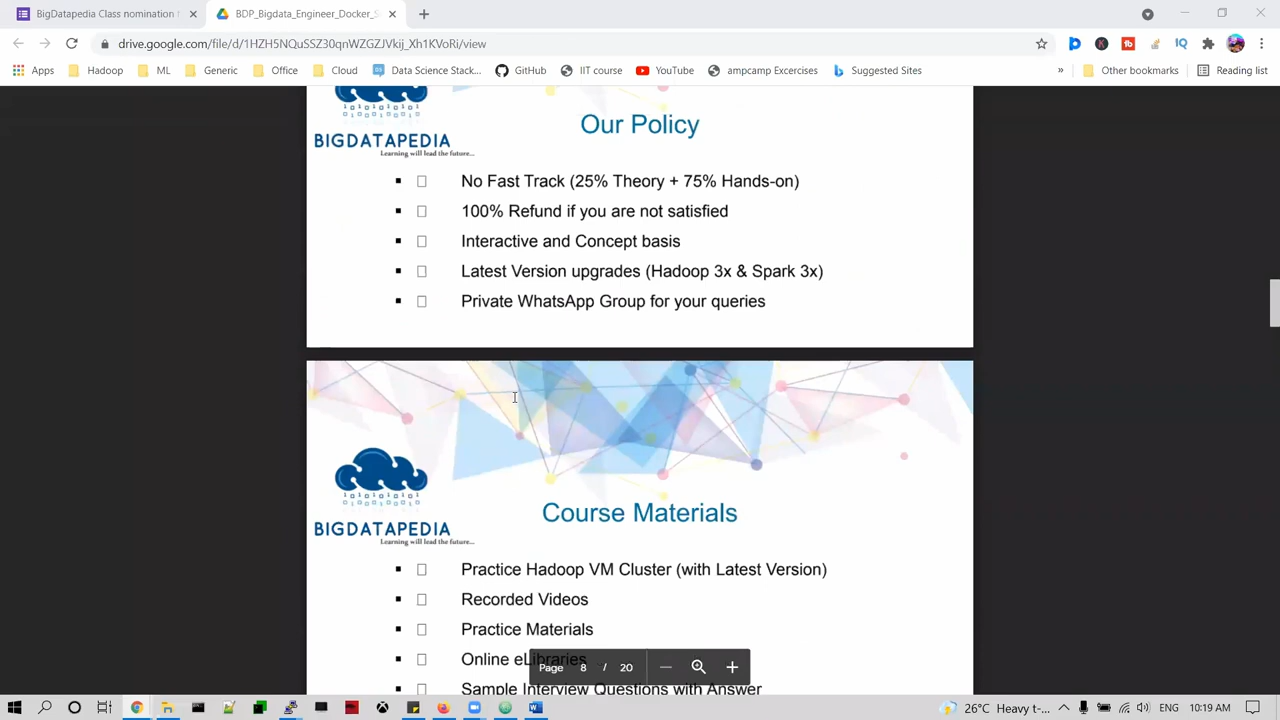 BigDatapedia Class nomination f
BDP_Bigdata_Engineer_Docker_S
drive.google.com/file/d/1HZH5NQuSSZ30qnWZGZJVkij_Xh1KVoRi/view
Apps
Hadoop
ML
Generic
Office
Cloud
Data Science Stack...
GitHub
IIT course
YouTube
ampcamp Excercises
Suggested Sites
»
Other bookmarks
Reading list
BIGDATAPEDIA
Learning will lead the future...
Our Policy
No Fast Track (25% Theory + 75% Hands-on)
100% Refund if you are not satisfied
Interactive and Concept basis
Latest Version upgrades (Hadoop 3x & Spark 3x)
Private WhatsApp Group for your queries
BIGDATAPEDIA
Learning will lead the future...
Course Materials
Practice Hadoop VM Cluster (with Latest Version)
Recorded Videos
Practice Materials
Online eLibraries
Sample Interview Questions with Answer
Page 8 / 20
26°C Heavy t-...
ENG
10:19 AM